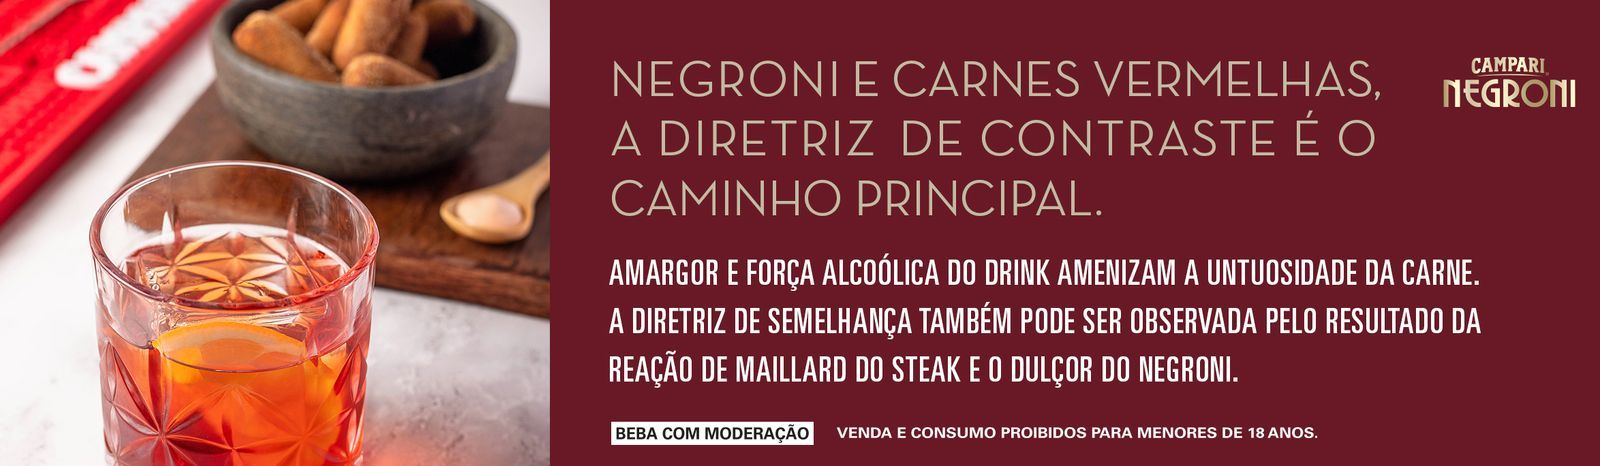 NEGRONI E CARNES VERMELHAS,
A DIRETRIZ DE CONTRASTE É O
CAMINHO PRINCIPAL.
CAMPARI
NEGRONI
AMARGOR E FORÇA ALCOÓLICA DO DRINK AMENIZAM A UNTUOSIDADE DA CARNE.
A DIRETRIZ DE SEMELHANÇA TAMBÉM PODE SER OBSERVADA PELO RESULTADO DA
REAÇÃO DE MAILLARD DO STEAK E O DULÇOR DO NEGRONI.
BEBA COM MODERAÇÃO
VENDA E CONSUMO PROIBIDOS PARA MENORES DE 18 ANOS.